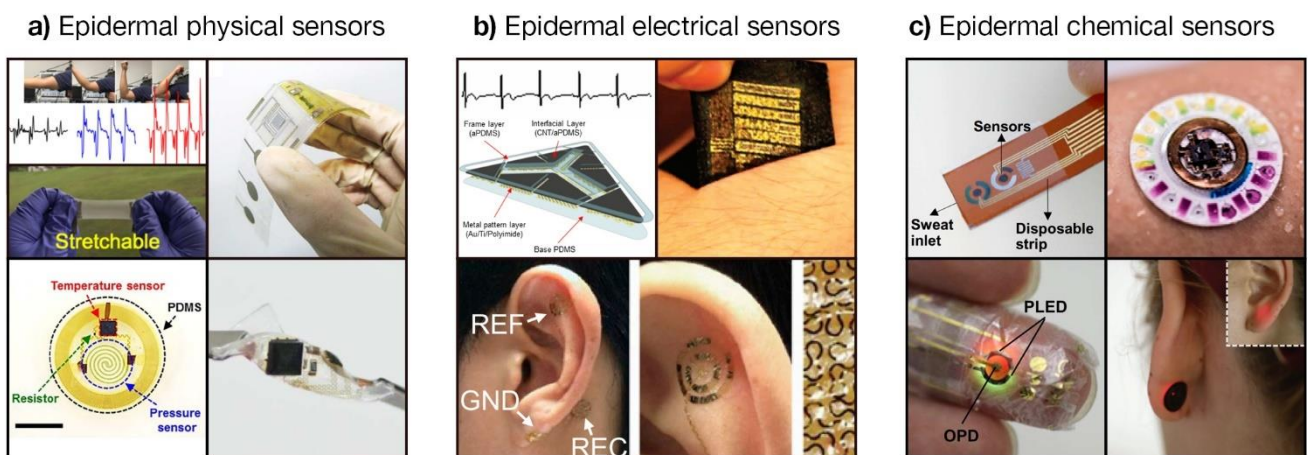 a) Epidermal physical sensors
Stretchable
Temperature sensor
PDMS
Resistor
Pressure
sensor
b) Epidermal electrical sensors
Frame layer
(aPDMS)
Interfacial Layer
(CNT/aPDMS)
Metal pattern layer
(Au/Ti/Polyimide)
Base PDMS
REF
GND
REC
c) Epidermal chemical sensors
Sensors
Sweat
inlet
Disposable
strip
PLED
OPD